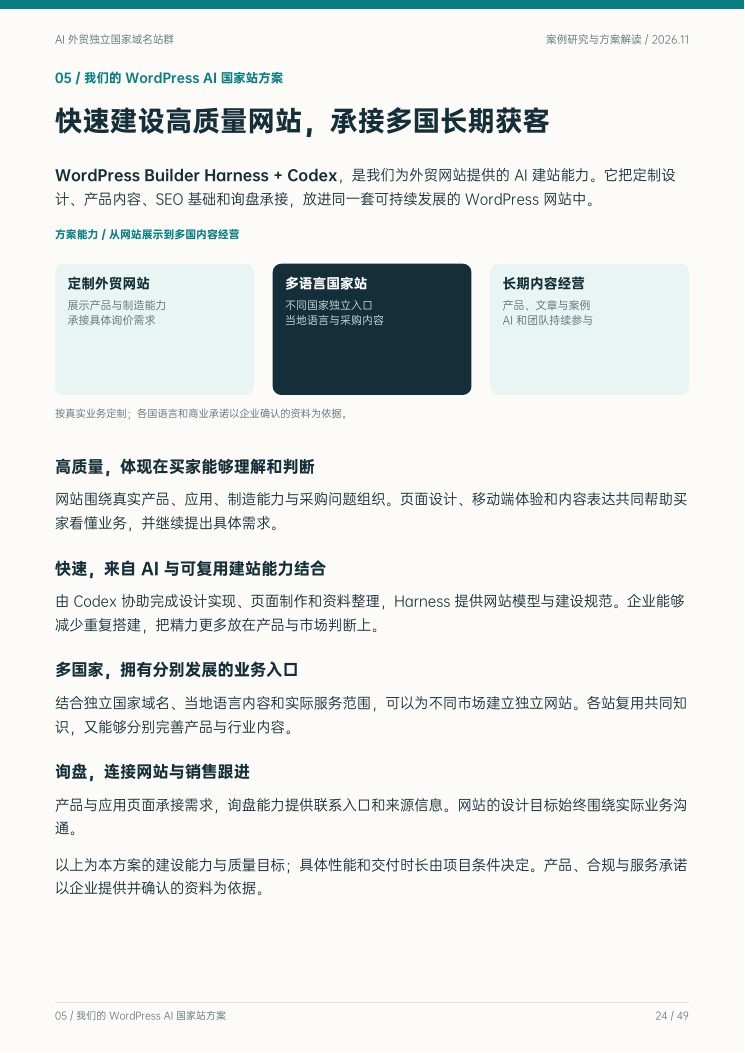 AI 外贸独立国家域名站群
案例研究与方案解读 / 2026.11
05 / 我们的 WordPress AI 国家站方案
快速建设高质量网站，承接多国长期获客
WordPress Builder Harness + Codex，是我们为外贸网站提供的 AI 建站能力。它把定制设
计、产品内容、SEO 基础和询盘承接，放进同一套可持续发展的 WordPress 网站中。
方案能力 / 从网站展示到多国内容经营
定制外贸网站
展示产品与制造能力
承接具体询价需求
多语言国家站
不同国家独立入口
当地语言与采购内容
长期内容经营
产品、文章与案例
AI 和团队持续参与
按真实业务定制；各国语言和商业承诺以企业确认的资料为依据。
高质量，体现在买家能够理解和判断
网站围绕真实产品、应用、制造能力与采购问题组织。页面设计、移动端体验和内容表达共同帮助买
家看懂业务，并继续提出具体需求。
快速，来自 AI 与可复用建站能力结合
由 Codex 协助完成设计实现、页面制作和资料整理，Harness 提供网站模型与建设规范。企业能够
减少重复搭建，把精力更多放在产品与市场判断上。
多国家，拥有分别发展的业务入口
结合独立国家域名、当地语言内容和实际服务范围，可以为不同市场建立独立网站。各站复用共同知
识，又能够分别完善产品与行业内容。
询盘，连接网站与销售跟进
产品与应用页面承接需求，询盘能力提供联系入口和来源信息。网站的设计目标始终围绕实际业务沟
通。
以上为本方案的建设能力与质量目标；具体性能和交付时长由项目条件决定。产品、合规与服务承诺
以企业提供并确认的资料为依据。
05 / 我们的 WordPress AI 国家站方案
24 / 49